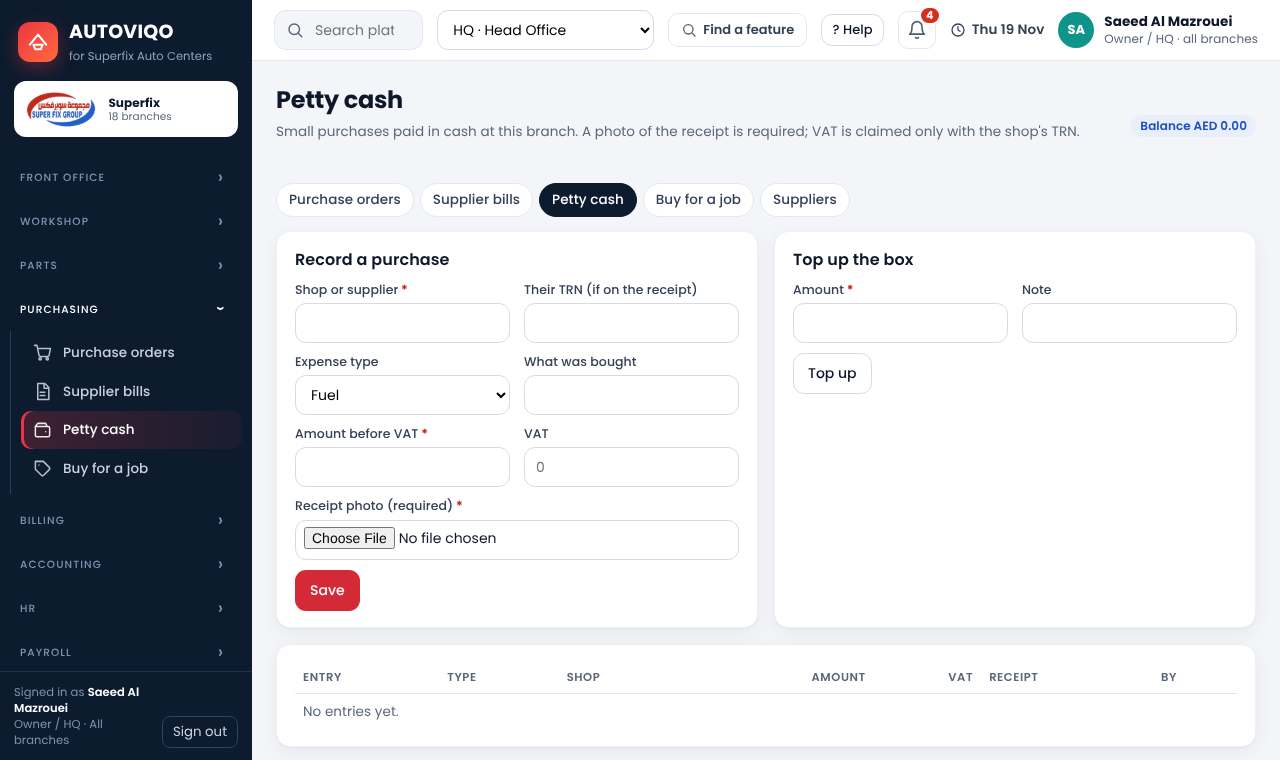 AUTOVIQO
for Superfix Auto Centers
مجموعة سوبر فكس
SUPER FIX GROUP
Superfix
18 branches
FRONT OFFICE
WORKSHOP
PARTS
PURCHASING
Purchase orders
Supplier bills
Petty cash
Buy for a job
BILLING
ACCOUNTING
HR
PAYROLL
Signed in as Saeed Al
Mazrouei
Owner / HQ · All
branches
Sign out
Search plat
HQ · Head Office
Find a feature
? Help
4
Thu 19 Nov
SA
Saeed Al Mazrouei
Owner / HQ · all branches
Petty cash
Small purchases paid in cash at this branch. A photo of the receipt is required; VAT is claimed only with the shop's TRN.
Balance AED 0.00
Purchase orders
Supplier bills
Petty cash
Buy for a job
Suppliers
Record a purchase
Shop or supplier *
Their TRN (if on the receipt)
Expense type
What was bought
Fuel
Amount before VAT *
VAT
0
Receipt photo (required) *
Choose File No file chosen
Save
Top up the box
Amount *
Note
Top up
ENTRY TYPE SHOP AMOUNT VAT RECEIPT BY
No entries yet.